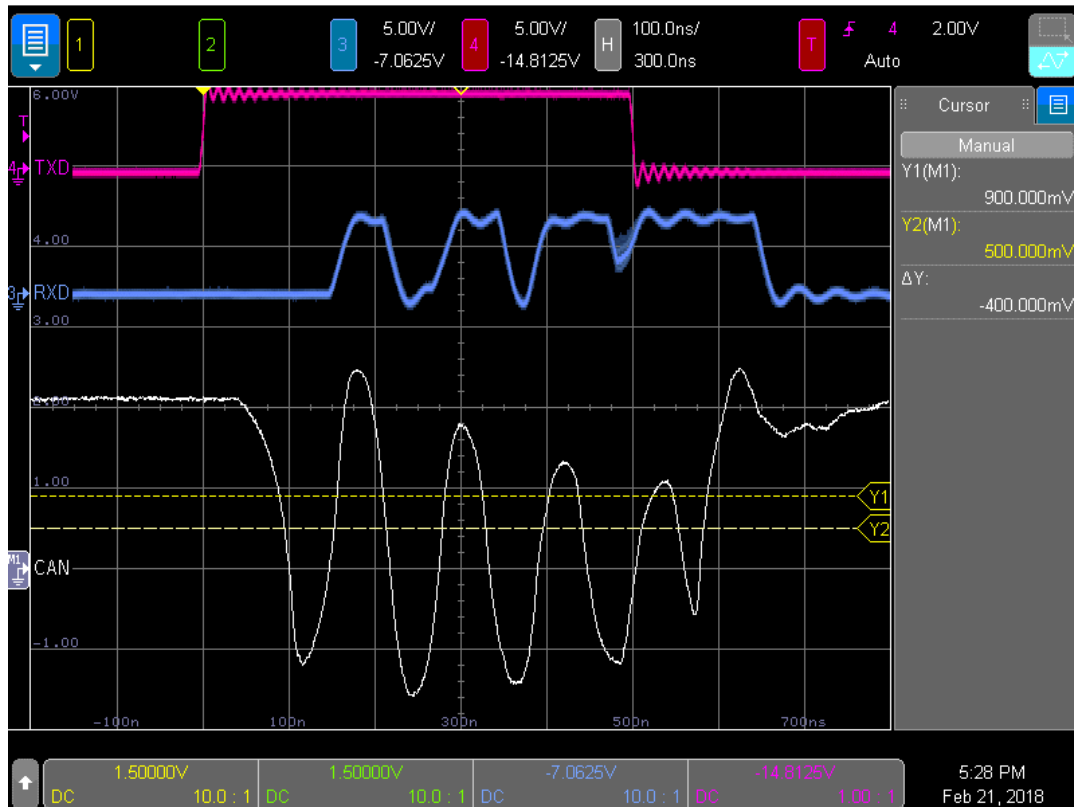 1
2
3
5.00V/
-7.0625V
4
5.00V/
-14.8125V
H
100.0ns/
300.0ns
T
4
2.00V
Auto
6.00V
T
4 TXD
4.00
3 RXD
3.00
1.00
Y1
Y2
M1 CAN
-1.00
-100n
100n
300n
500n
700ns
Cursor
Manual
Y1(M1):
900.000mV
Y2(M1):
500.000mV
ΔY:
-400.000mV
1.50000V
DC 10.0 : 1
1.50000V
DC 10.0 : 1
-7.0625V
DC 10.0 : 1
-14.8125V
DC 1.00 : 1
5:28 PM
Feb 21, 2018